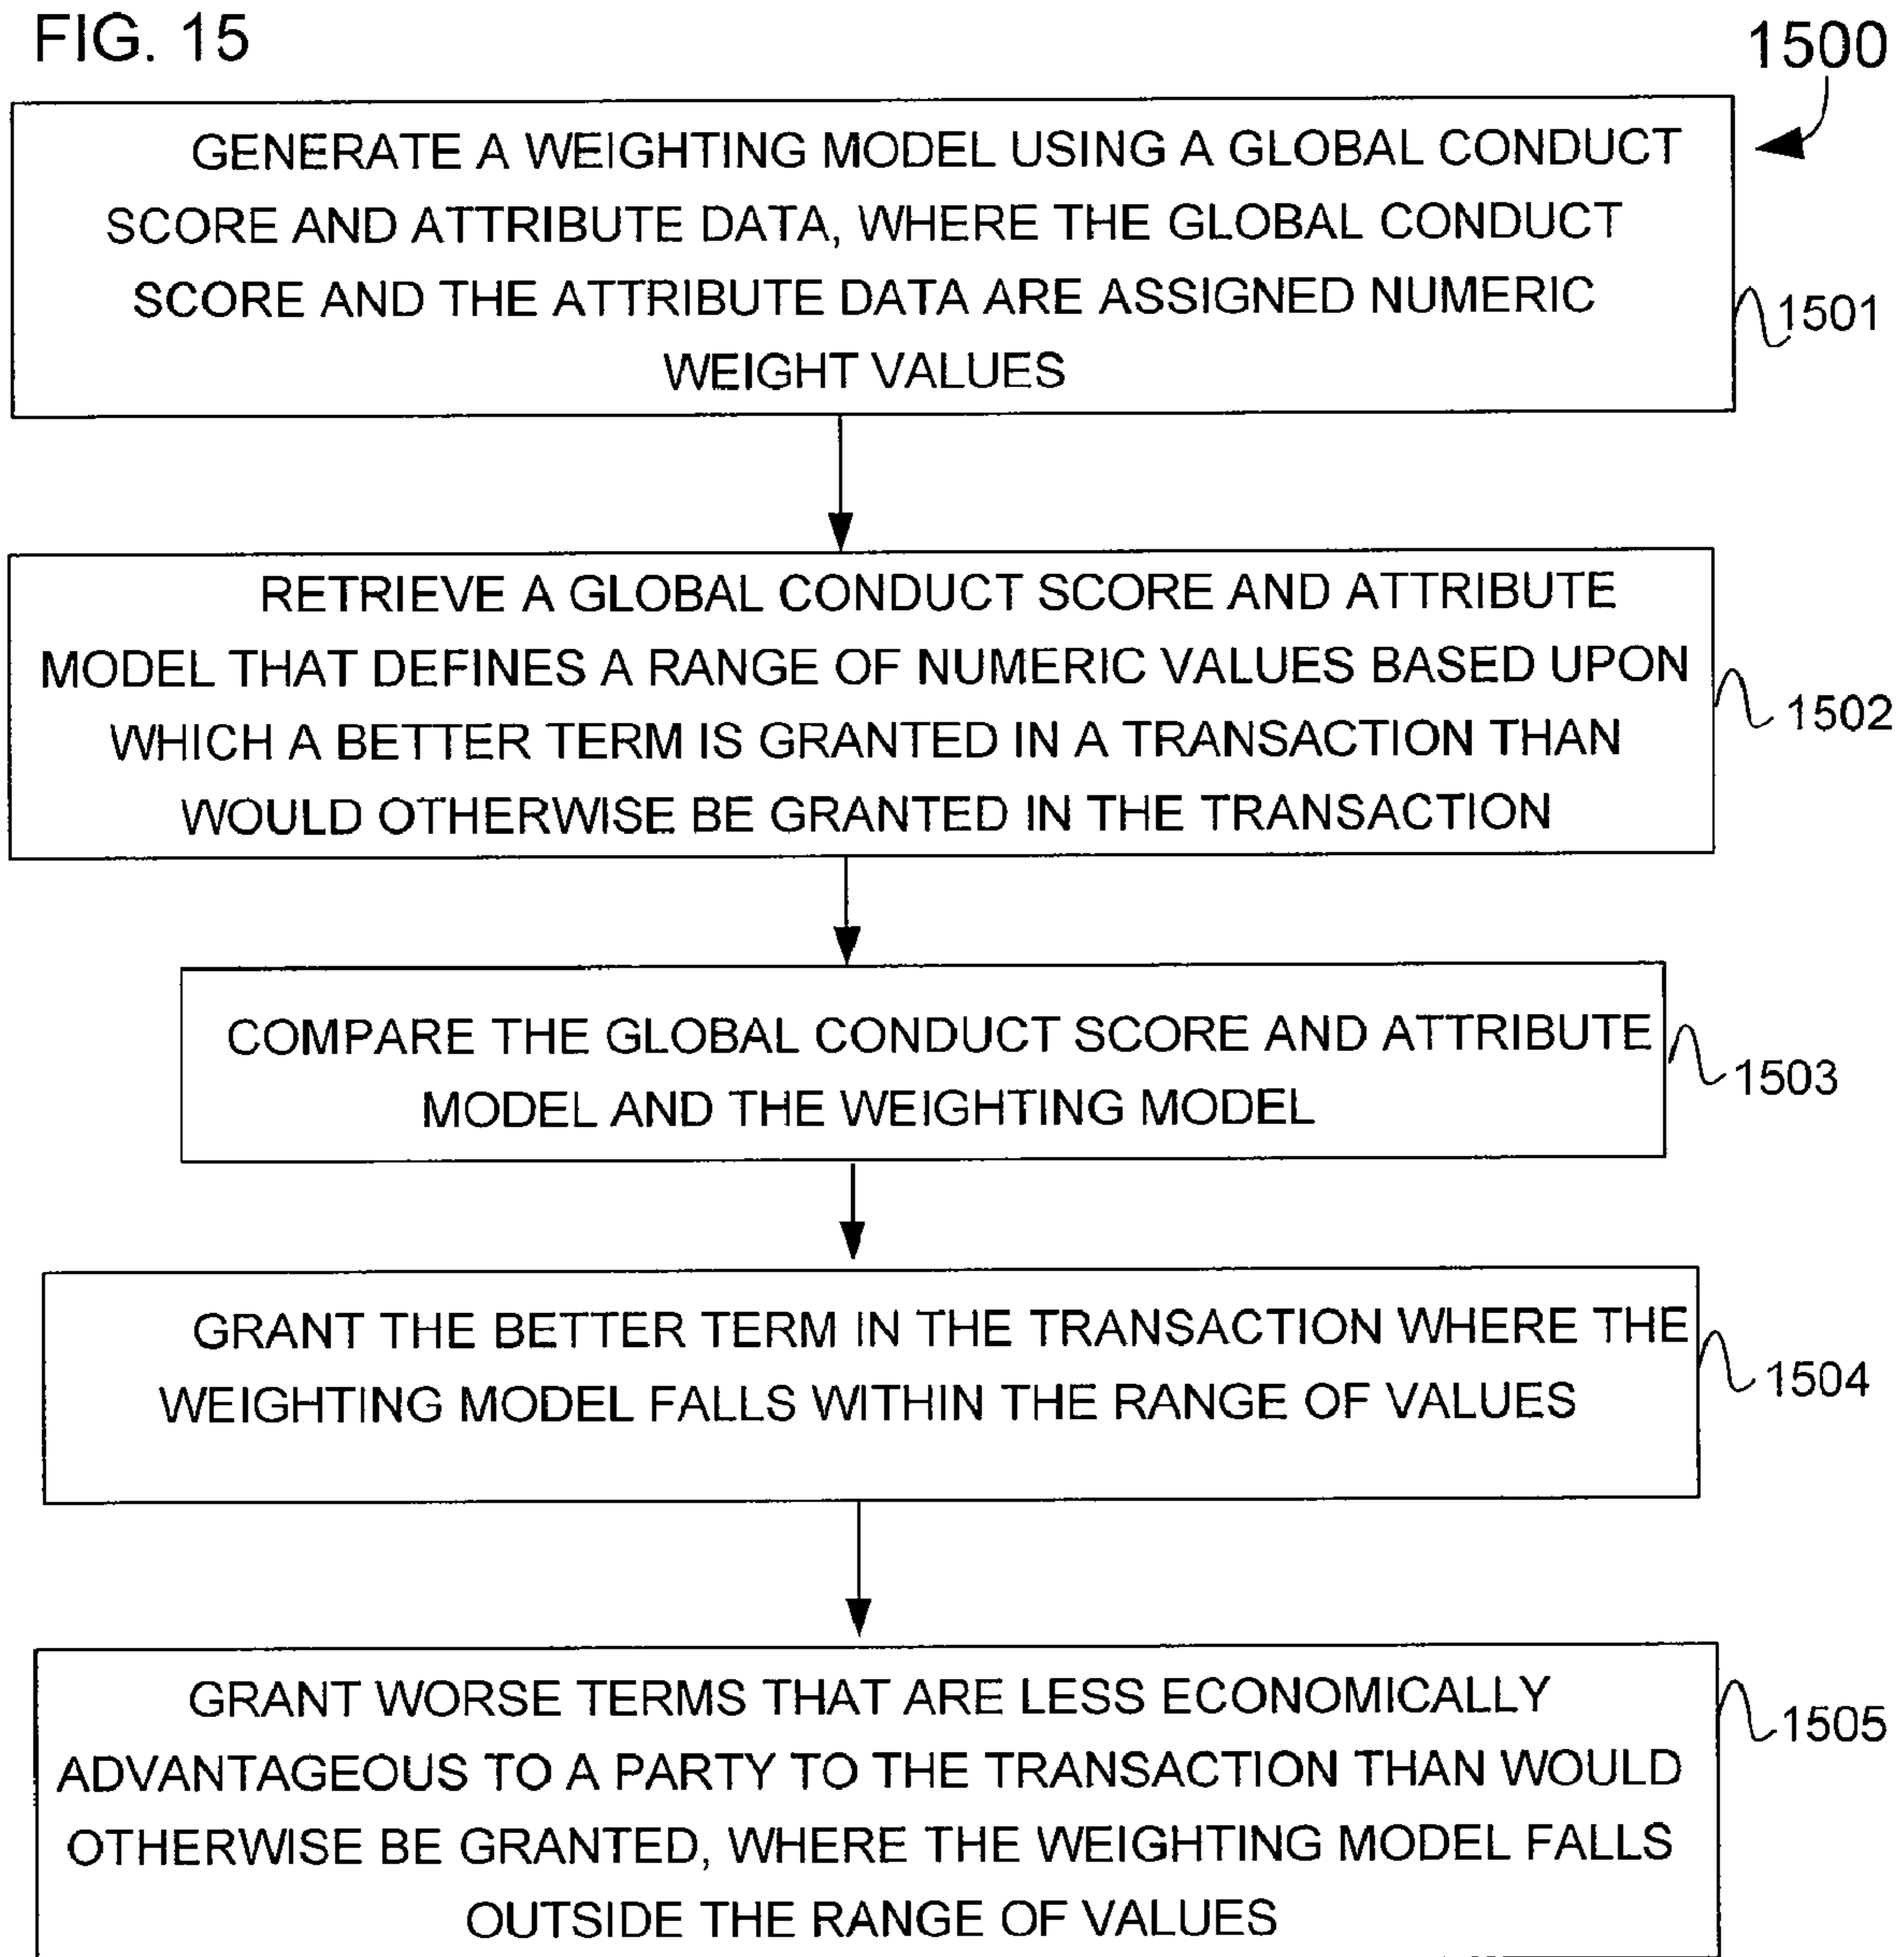 FIG. 15
1500
GENERATE A WEIGHTING MODEL USING A GLOBAL CONDUCT
SCORE AND ATTRIBUTE DATA, WHERE THE GLOBAL CONDUCT
SCORE AND THE ATTRIBUTE DATA ARE ASSIGNED NUMERIC
WEIGHT VALUES
1501
RETRIEVE A GLOBAL CONDUCT SCORE AND ATTRIBUTE
MODEL THAT DEFINES A RANGE OF NUMERIC VALUES BASED UPON
WHICH A BETTER TERM IS GRANTED IN A TRANSACTION THAN
WOULD OTHERWISE BE GRANTED IN THE TRANSACTION
1502
COMPARE THE GLOBAL CONDUCT SCORE AND ATTRIBUTE
MODEL AND THE WEIGHTING MODEL
1503
GRANT THE BETTER TERM IN THE TRANSACTION WHERE THE
WEIGHTING MODEL FALLS WITHIN THE RANGE OF VALUES
1504
GRANT WORSE TERMS THAT ARE LESS ECONOMICALLY
ADVANTAGEOUS TO A PARTY TO THE TRANSACTION THAN WOULD
OTHERWISE BE GRANTED, WHERE THE WEIGHTING MODEL FALLS
OUTSIDE THE RANGE OF VALUES
1505